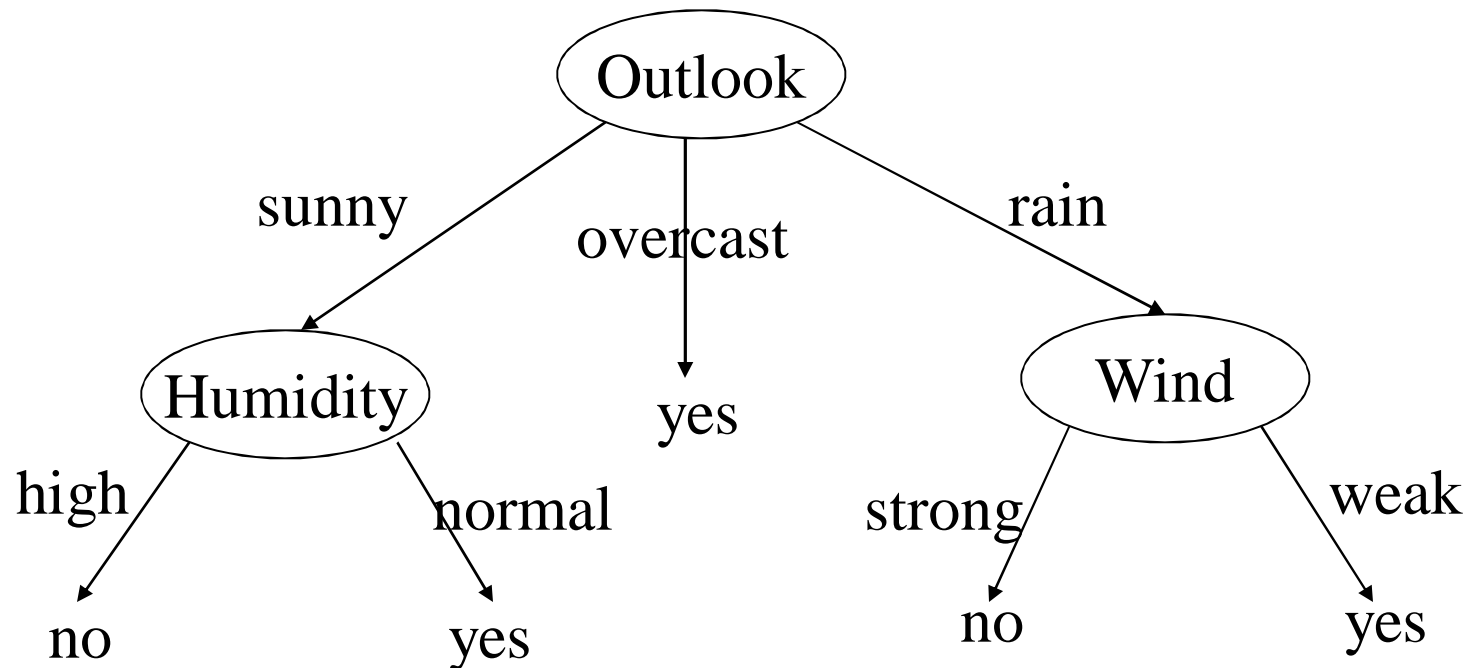 Outlook
sunny
overcast
rain
Humidity
yes
Wind
high
normal
strong
weak
no
yes
no
yes